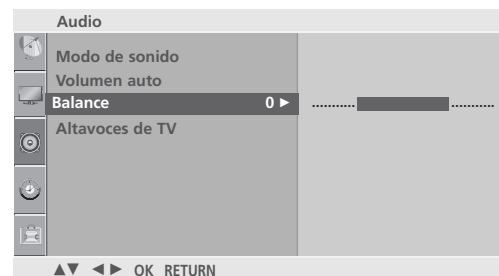 Audio
Modo de sonido
Volumen auto
Balance 0 ►
Altavoces de TV
▲▼ ◄► OK RETURN